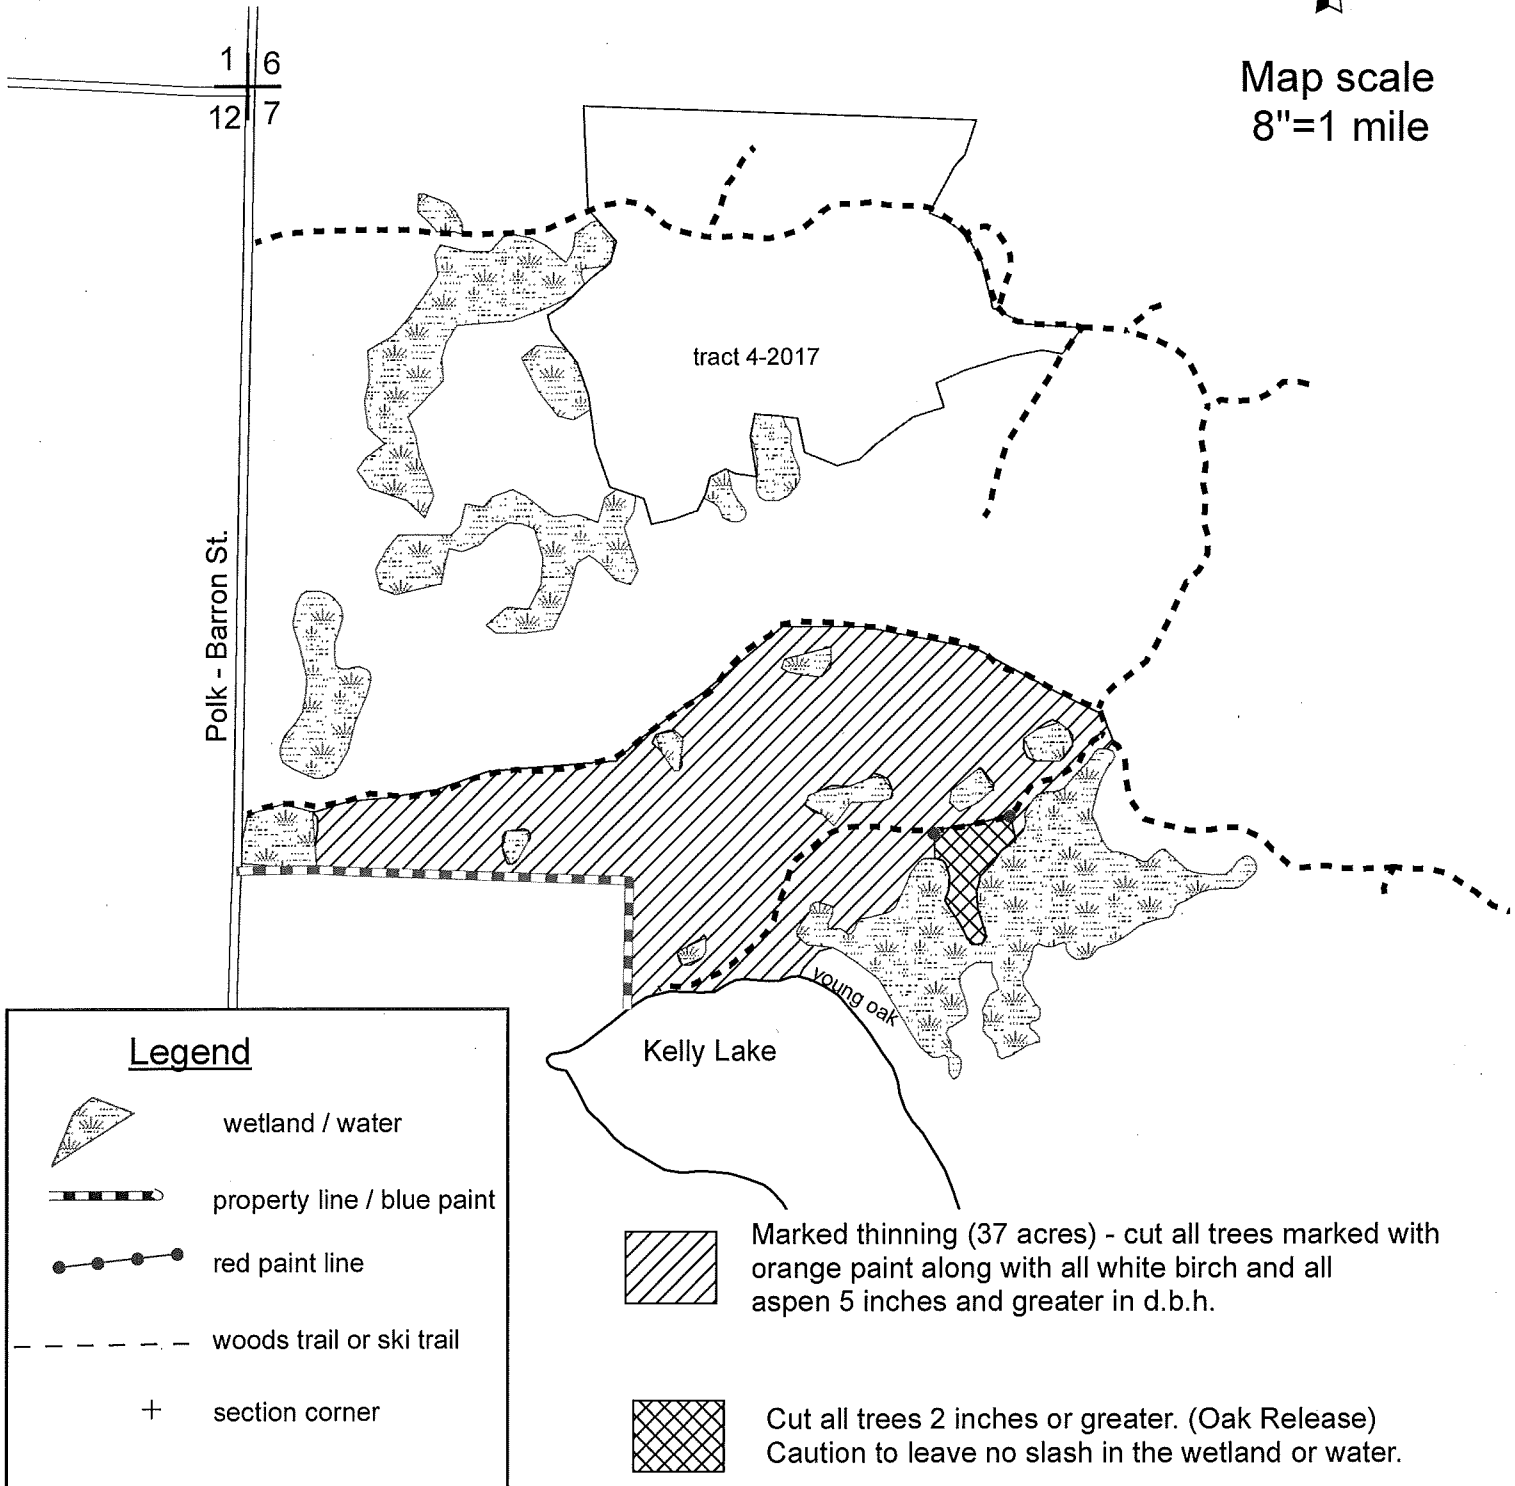 Map scale
8"=1 mile
1 6
12 7
tract 4-2017
Polk - Barron St.
young oak
Kelly Lake
Legend
wetland / water
property line / blue paint
red paint line
woods trail or ski trail
section corner
Marked thinning (37 acres) - cut all trees marked with
orange paint along with all white birch and all
aspen 5 inches and greater in d.b.h.
Cut all trees 2 inches or greater. (Oak Release)
Caution to leave no slash in the wetland or water.